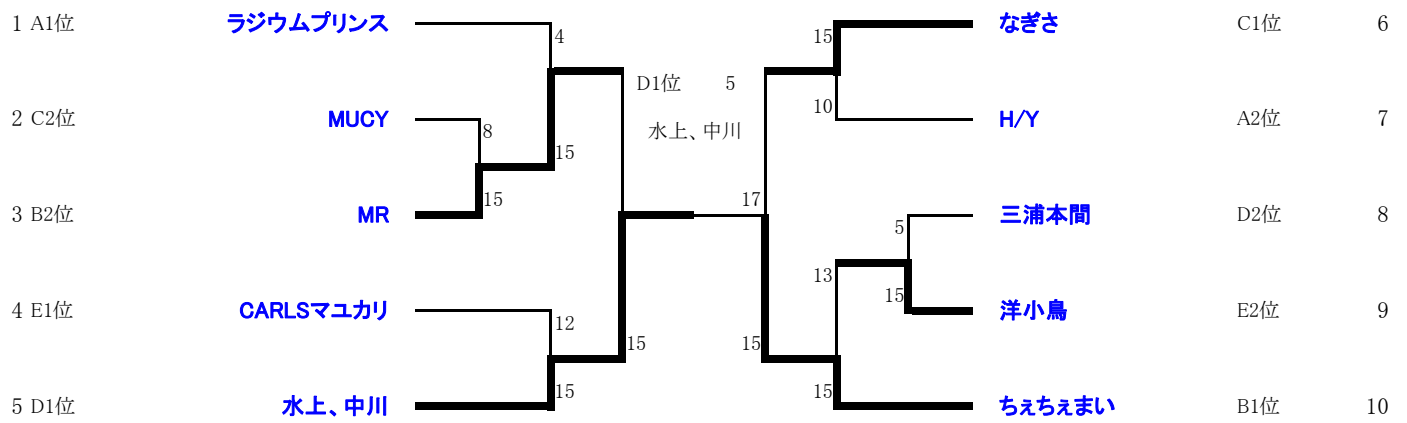 1 A1位 ラジウムプリンス 4 15 なぎさ C1位 6
D1位 5
2 C2位 MUCY 8 10 H/Y A2位 7
水上、中川
15
3 B2位 MR 15 17 三浦本間 D2位 8
5
13
15
4 E1位 CARLSマユカリ 12 洋小鳥 E2位 9
15 15
15 15
5 D1位 水上、中川 ちぇちぇまい B1位 10